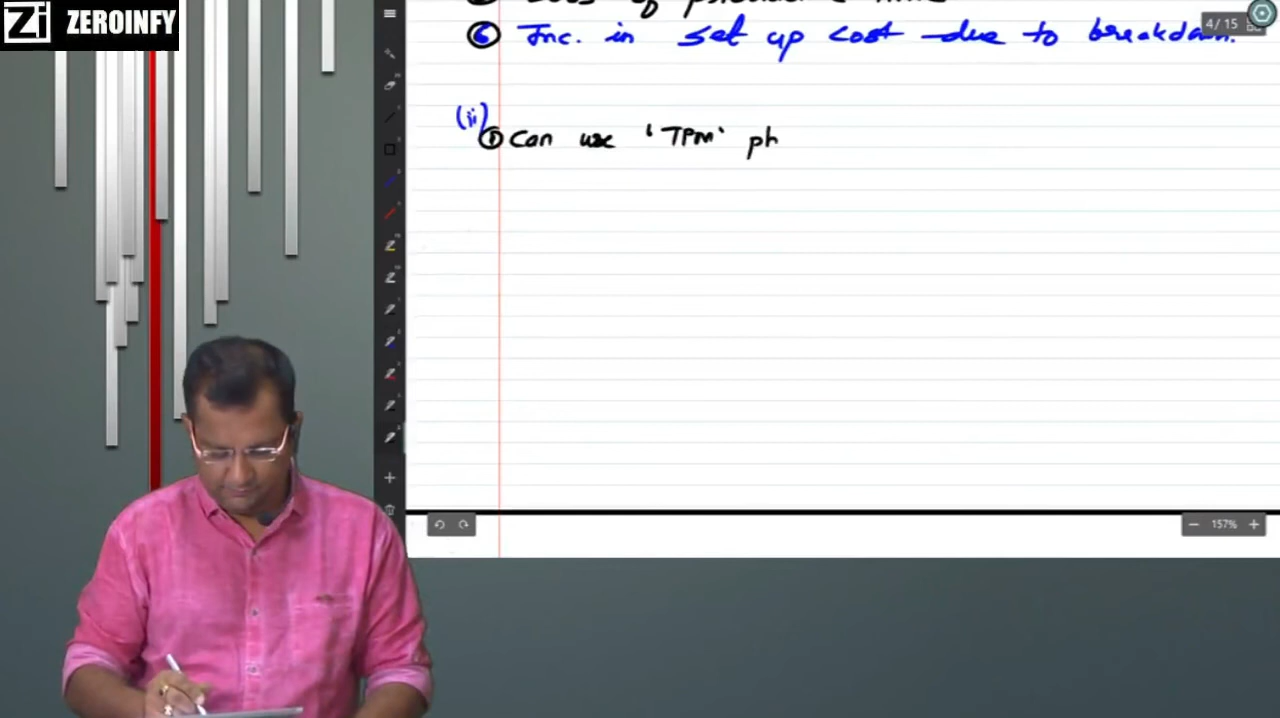 Zi ZEROINFY
4/15
⑥ Inc. in set up cost due to breakdown.
(ii)
① Can use 'TPM' ph
157%